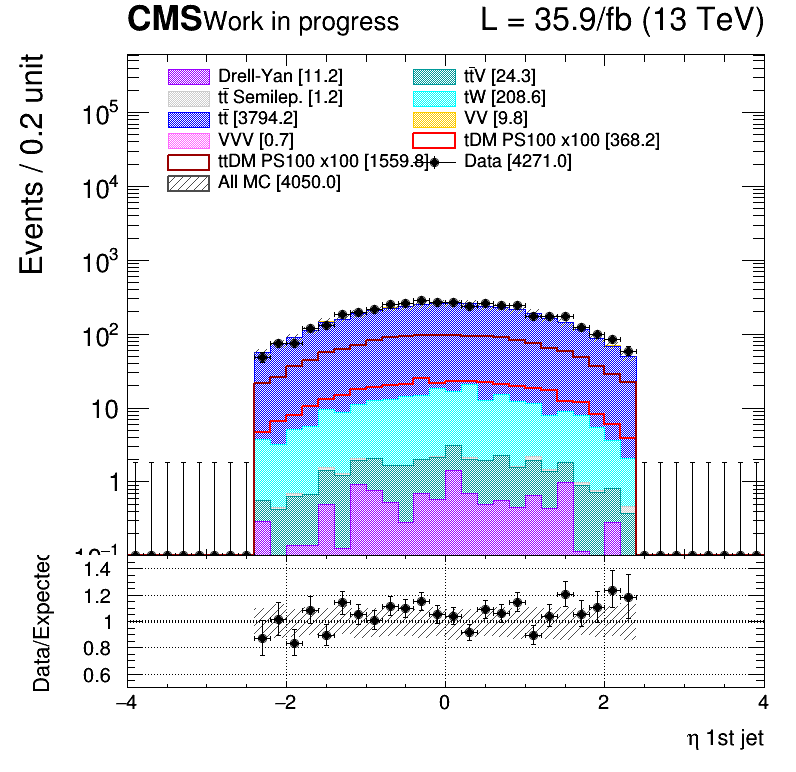 CMS Work in progress L = 35.9/fb (13 TeV)
Events / 0.2 unit
Drell-Yan [11.2] tt̄V [24.3]
tt̄ Semilep. [1.2] tW [208.6]
tt̄ [3794.2] VV [9.8]
VVV [0.7] tDM PS100 x100 [368.2]
ttDM PS100 x100 [1559.8] Data [4271.0]
All MC [4050.0]
10⁵
10⁴
10³
10²
10
1
10⁻¹
Data/Expected
1.4
1.2
1
0.8
0.6
−4 −2 0 2 4
η 1st jet